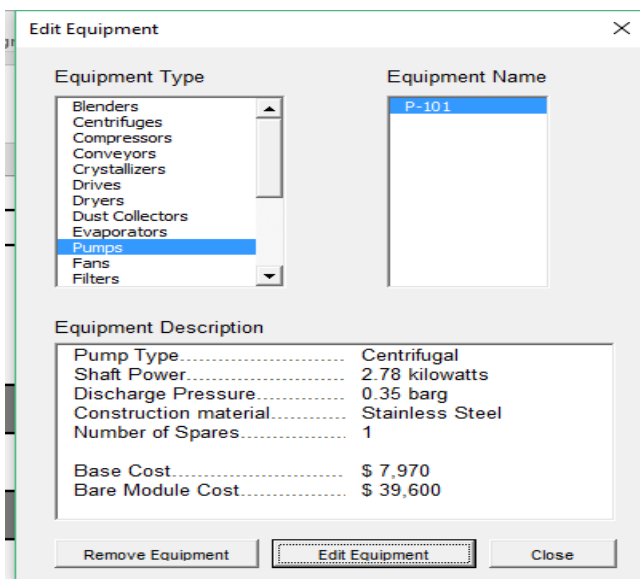 Edit Equipment
Equipment Type
Equipment Name
Blenders
Centrifuges
Compressors
Conveyors
Crystallizers
Drives
Dryers
Dust Collectors
Evaporators
Pumps
Fans
Filters
P-101
Equipment Description
Pump Type........................ Centrifugal
Shaft Power....................... 2.78 kilowatts
Discharge Pressure............ 0.35 barg
Construction material........... Stainless Steel
Number of Spares............... 1
Base Cost......................... $ 7,970
Bare Module Cost............... $ 39,600
Remove Equipment
Edit Equipment
Close